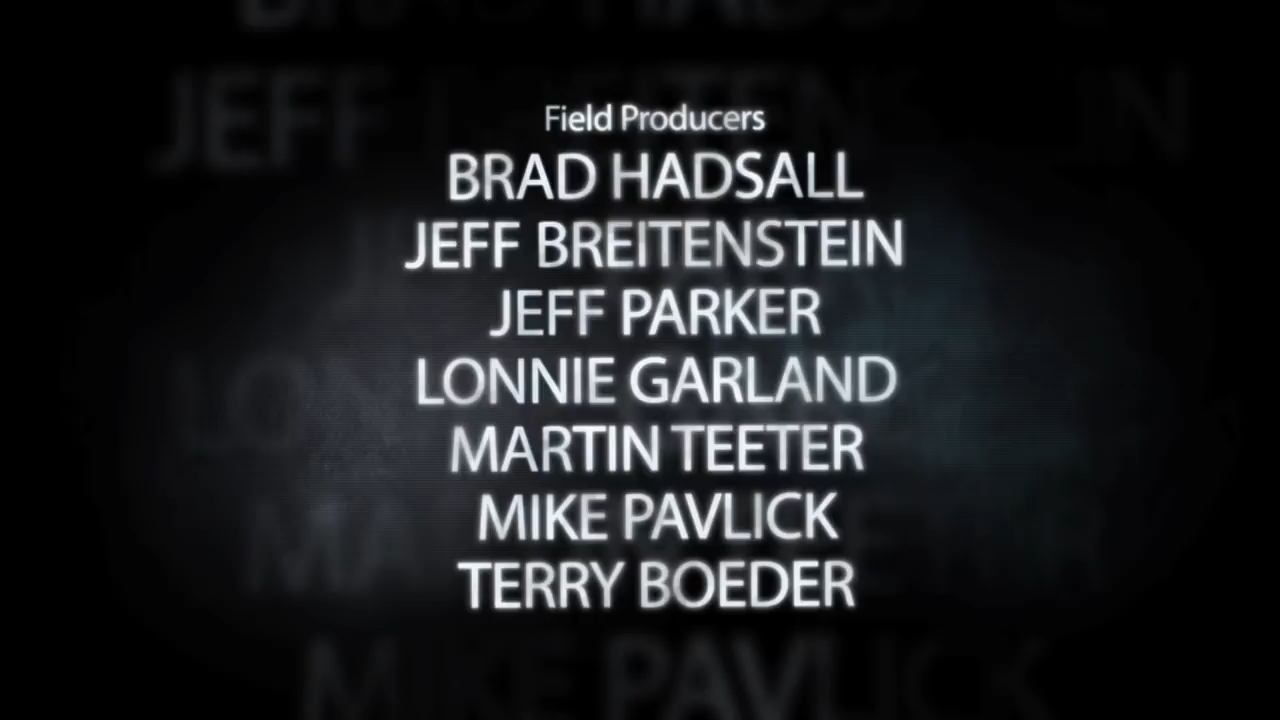 Field Producers
BRAD HADSALL
JEFF BREITENSTEIN
JEFF PARKER
LONNIE GARLAND
MARTIN TEETER
MIKE PAVLICK
TERRY BOEDER